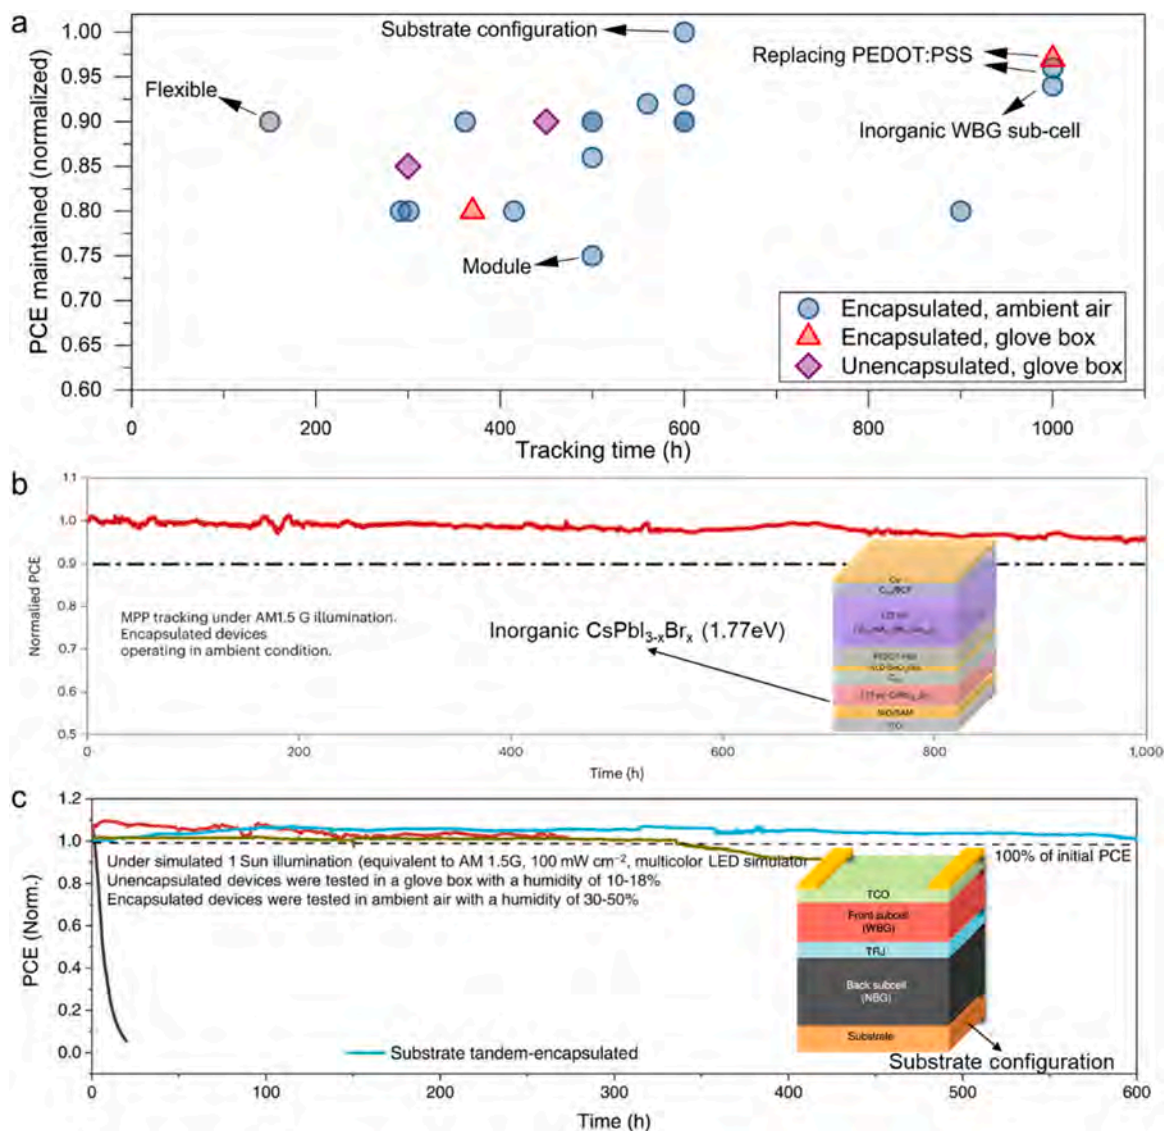 a
PCE maintained (normalized)
1.00
0.95
0.90
0.85
0.80
0.75
0.70
0.65
0.60
Substrate configuration
Replacing PEDOT:PSS
Flexible
Inorganic WBG sub-cell
Module
Encapsulated, ambient air
Encapsulated, glove box
Unencapsulated, glove box
0 200 400 600 800 1000
Tracking time (h)
b
Normalied PCE
11
1.0
0.9
0.8
0.7
0.6
0.5
MPP tracking under AM1.5 G illumination.
Encapsulated devices
operating in ambient condition.
Inorganic CsPbI3-xBrx (1.77eV)
PEDOT:PSS
NiO/SAM
0 200 400 600 800 1,000
Time (h)
c
PCE (Norm.)
1.2
1.0
0.8
0.6
0.4
0.2
0.0
Under simulated 1 Sun illumination (equivalent to AM 1.5G, 100 mW cm−2, multicolor LED simulator
Unencapsulated devices were tested in a glove box with a humidity of 10-18%
Encapsulated devices were tested in ambient air with a humidity of 30-50%
100% of initial PCE
TCO
Front subcell
(WBG)
TRJ
Back subcell
(NBG)
Substrate
Substrate tandem-encapsulated
Substrate configuration
0 100 200 300 400 500 600
Time (h)